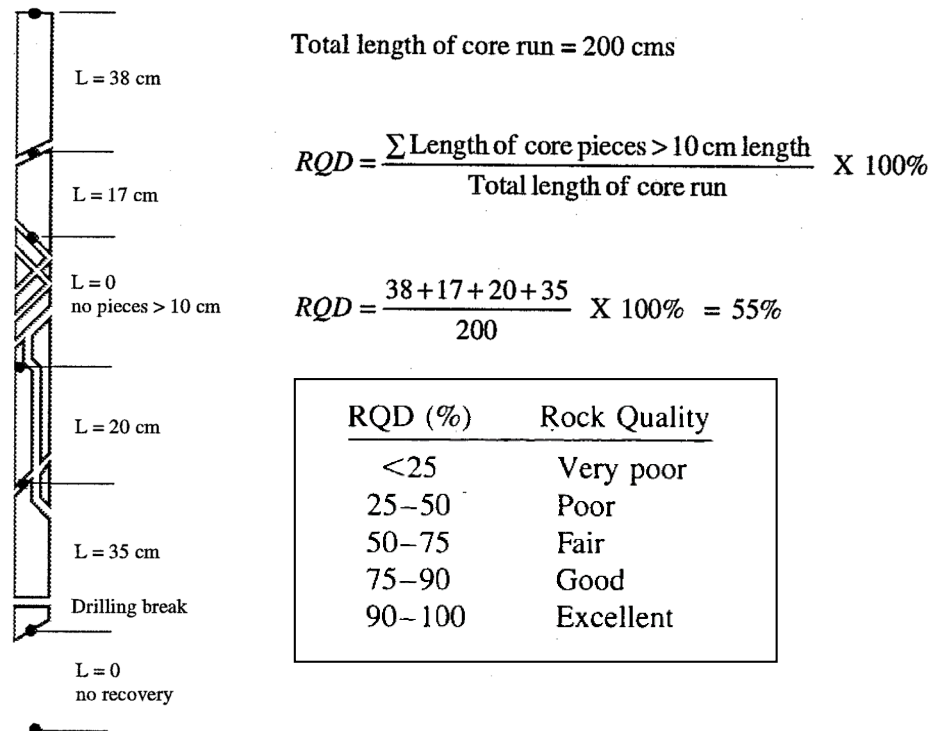 L = 38 cm
L = 17 cm
L = 0
no pieces > 10 cm
L = 20 cm
L = 35 cm
Drilling break
L = 0
no recovery
Total length of core run = 200 cms
RQD = ∑ Length of core pieces > 10 cm length / Total length of core run X 100%
RQD = 38+17+20+35 / 200 X 100% = 55%
RQD (%) Rock Quality
<25 Very poor
25–50 Poor
50–75 Fair
75–90 Good
90–100 Excellent